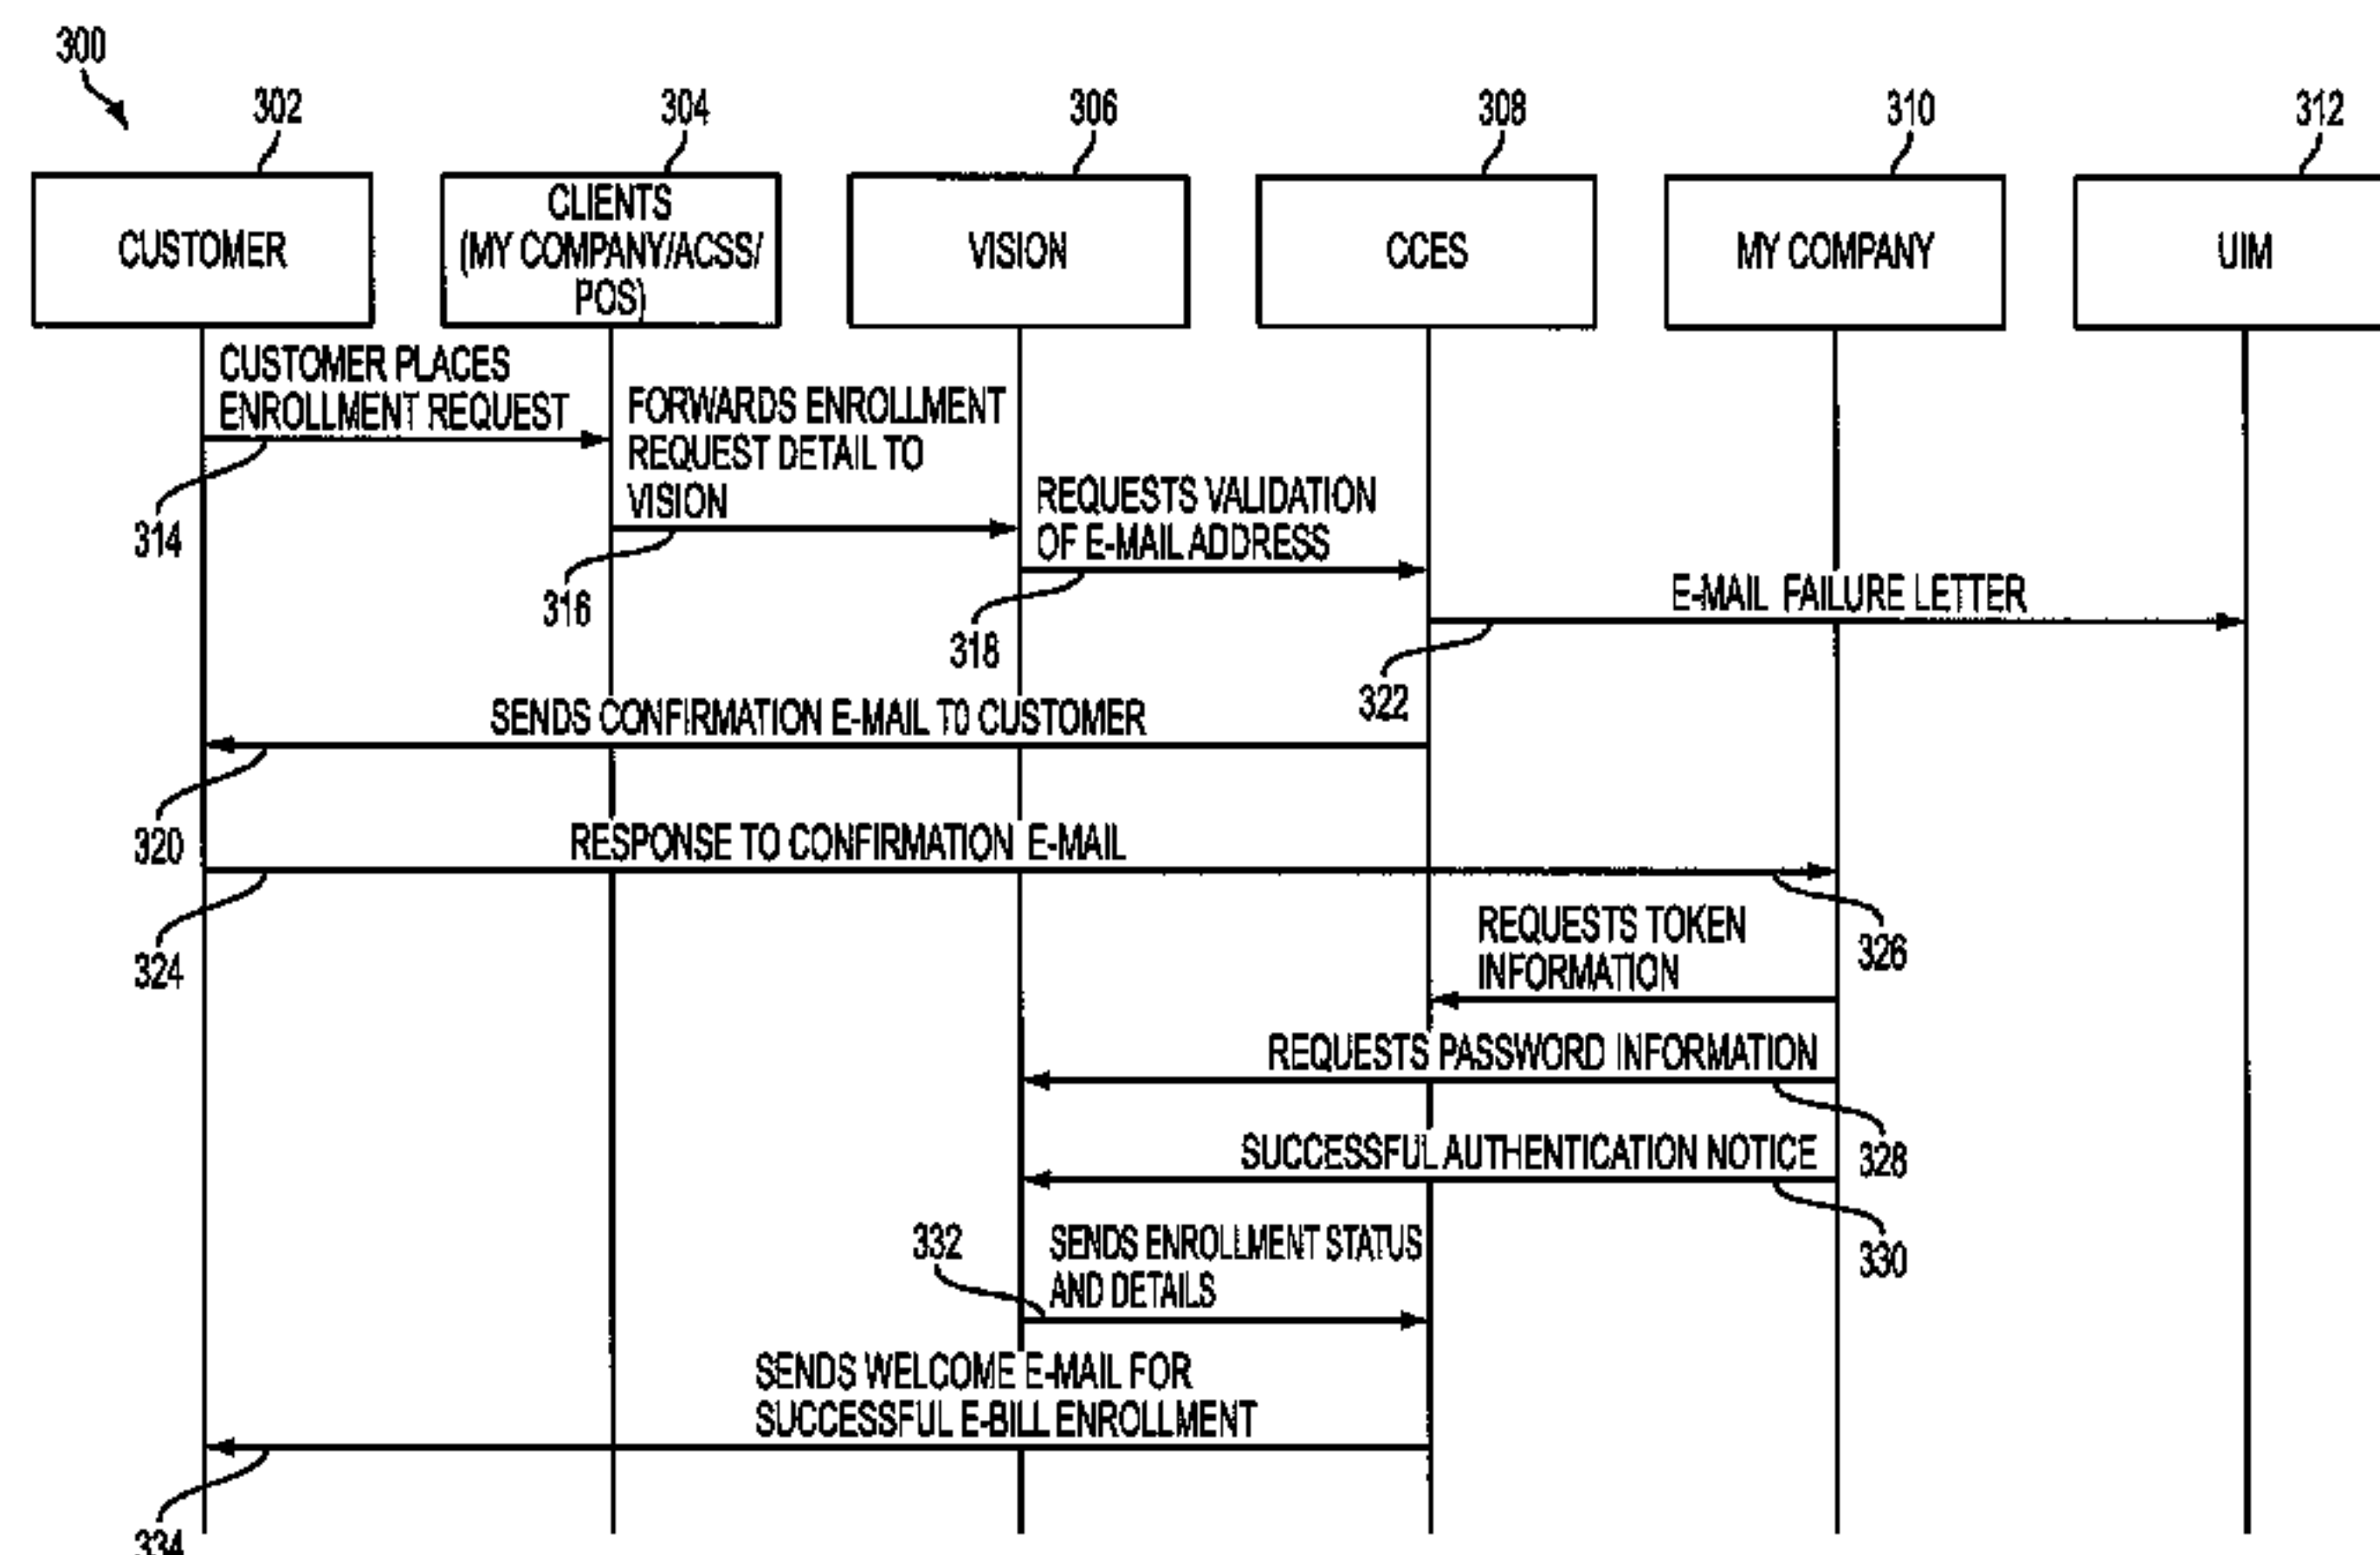 300
302
304
306
308
310
312
CUSTOMER
CLIENTS
(MY COMPANY/ACSS/
POS)
VISION
CCES
MY COMPANY
UIM
CUSTOMER PLACES
ENROLLMENT REQUEST
314
FORWARDS ENROLLMENT
REQUEST DETAIL TO
VISION
316
REQUESTS VALIDATION
OF E-MAIL ADDRESS
318
E-MAIL FAILURE LETTER
322
SENDS CONFIRMATION E-MAIL TO CUSTOMER
320
RESPONSE TO CONFIRMATION E-MAIL
324
326
REQUESTS TOKEN
INFORMATION
REQUESTS PASSWORD INFORMATION
328
SUCCESSFUL AUTHENTICATION NOTICE
330
332
SENDS ENROLLMENT STATUS
AND DETAILS
SENDS WELCOME E-MAIL FOR
SUCCESSFUL E-BILL ENROLLMENT
334